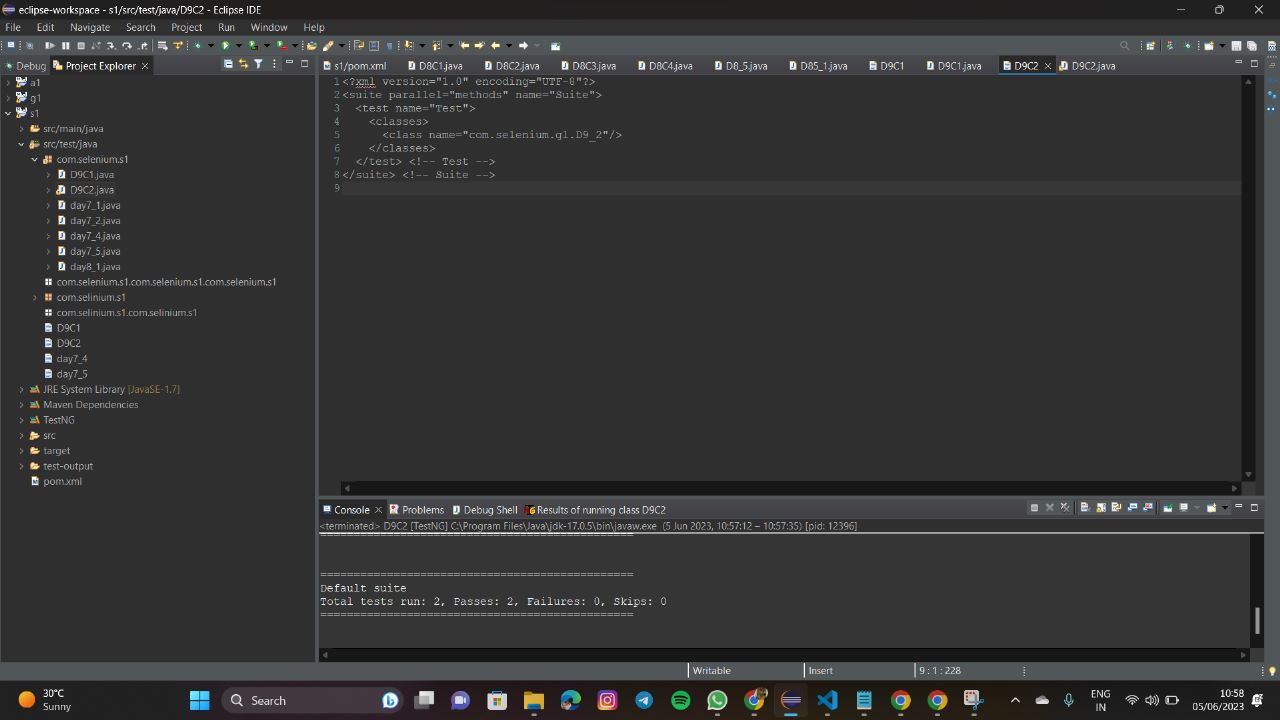 eclipse-workspace - s1/src/test/java/D9C2 - Eclipse IDE
File Edit Navigate Search Project Run Window Help
Debug Project Explorer
s1/pom.xml D8C1.java D8C2.java D8C3.java D8C4.java D8_5.java D85_1.java D9C1 D9C1.java D9C2 D9C2.java
a1
g1
s1
src/main/java
src/test/java
com.selenium.s1
D9C1.java
D9C2.java
day7_1.java
day7_2.java
day7_4.java
day7_5.java
day8_1.java
com.selenium.s1.com.selenium.s1.com.selenium.s1
com.selinium.s1
com.selinium.s1.com.selinium.s1
D9C1
D9C2
day7_4
day7_5
JRE System Library [JavaSE-1.7]
Maven Dependencies
TestNG
src
target
test-output
pom.xml
1 <?xml version="1.0" encoding="UTF-8"?>
2 <suite parallel="methods" name="Suite">
3 <test name="Test">
4 <classes>
5 <class name="com.selenium.g1.D9_2"/>
6 </classes>
7 </test> <!-- Test -->
8 </suite> <!-- Suite -->
9
Console Problems Debug Shell Results of running class D9C2
<terminated> D9C2 [TestNG] C:\Program Files\Java\jdk-17.0.5\bin\javaw.exe (5 Jun 2023, 10:57:12 – 10:57:35) [pid: 12396]
===============================================
===============================================
Default suite
Total tests run: 2, Passes: 2, Failures: 0, Skips: 0
===============================================
Writable Insert 9 : 1 : 228
30°C
Sunny
Search
ENG
IN
10:58
05/06/2023